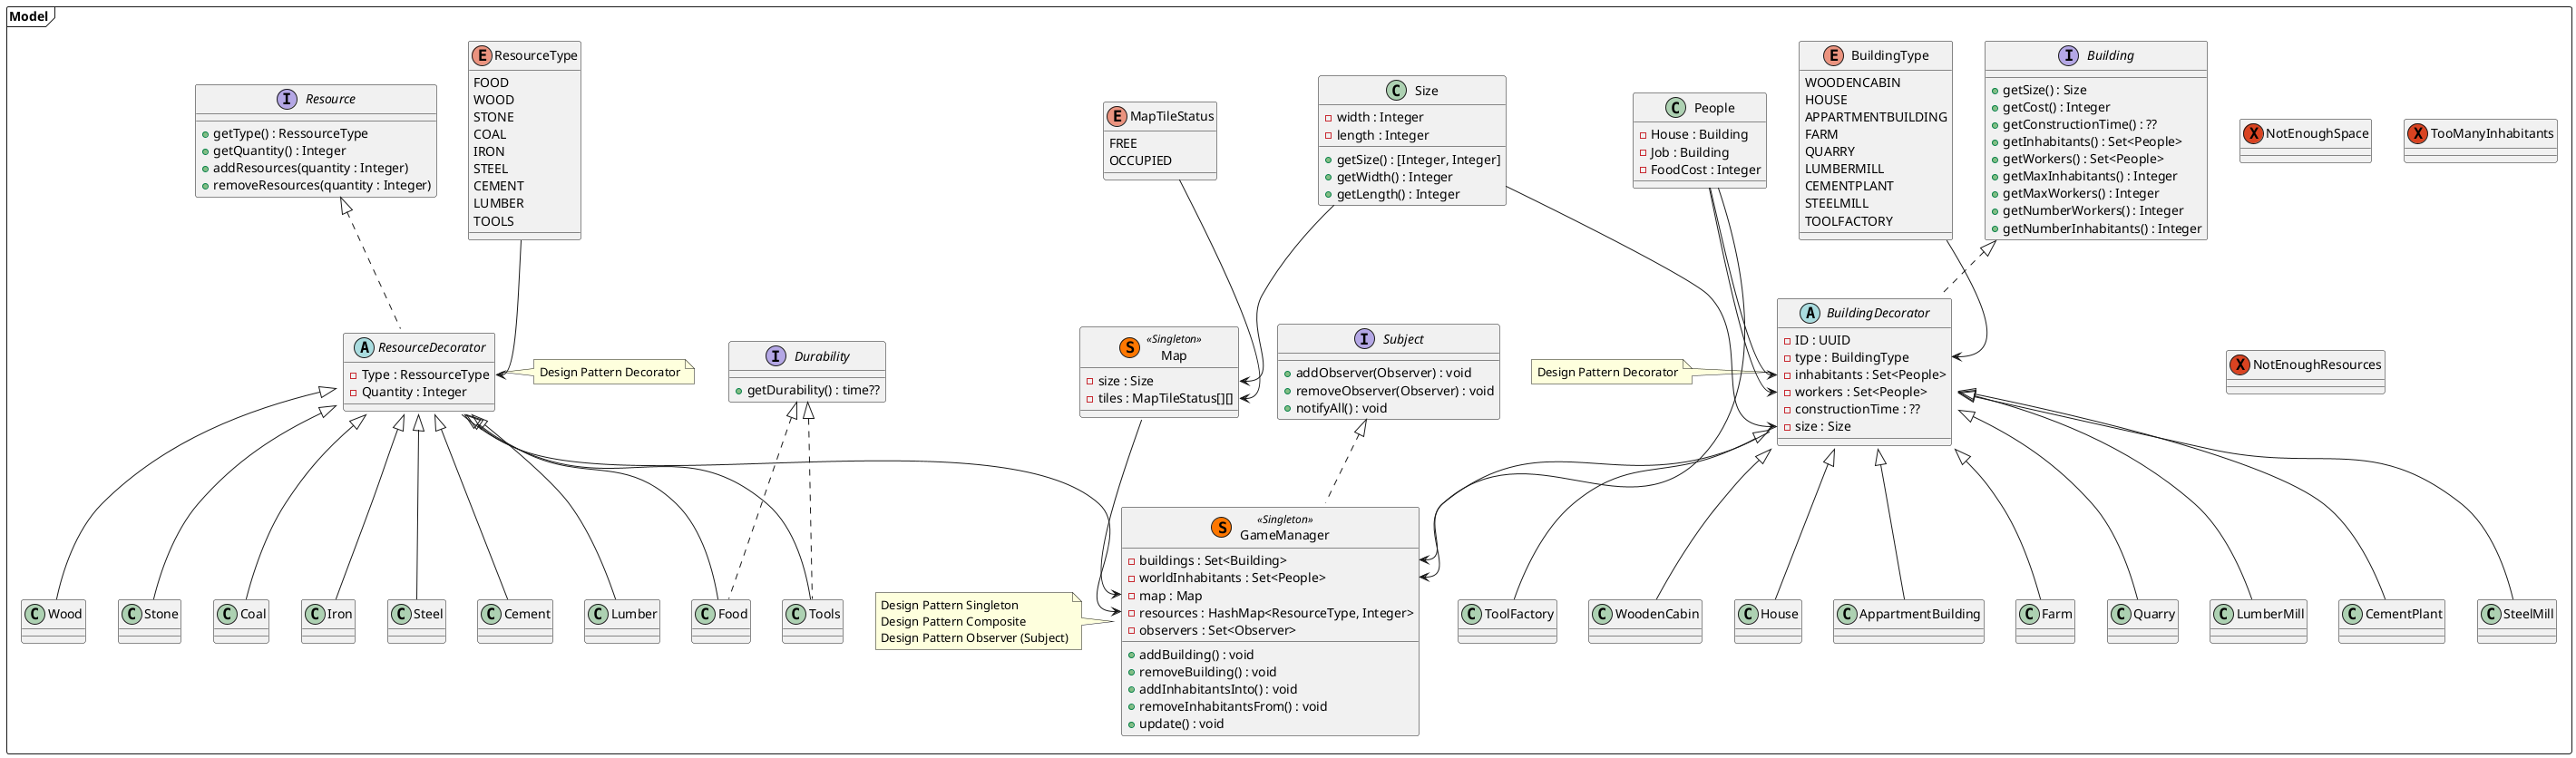 Model
ResourceType
FOOD
WOOD
STONE
COAL
IRON
STEEL
CEMENT
LUMBER
TOOLS
BuildingType
WOODENCABIN
HOUSE
APPARTMENTBUILDING
FARM
QUARRY
LUMBERMILL
CEMENTPLANT
STEELMILL
TOOLFACTORY
Building
getSize() : Size
getCost() : Integer
getConstructionTime() : ??
getInhabitants() : Set<People>
getWorkers() : Set<People>
getMaxInhabitants() : Integer
getMaxWorkers() : Integer
getNumberWorkers() : Integer
getNumberInhabitants() : Integer
Resource
getType() : RessourceType
getQuantity() : Integer
addResources(quantity : Integer)
removeResources(quantity : Integer)
MapTileStatus
FREE
OCCUPIED
Size
width : Integer
length : Integer
getSize() : [Integer, Integer]
getWidth() : Integer
getLength() : Integer
People
House : Building
Job : Building
FoodCost : Integer
NotEnoughSpace
TooManyInhabitants
ResourceDecorator
Type : RessourceType
Quantity : Integer
Design Pattern Decorator
Durability
getDurability() : time??
«Singleton»
Map
size : Size
tiles : MapTileStatus[][]
Subject
addObserver(Observer) : void
removeObserver(Observer) : void
notifyAll() : void
Design Pattern Decorator
BuildingDecorator
ID : UUID
type : BuildingType
inhabitants : Set<People>
workers : Set<People>
constructionTime : ??
size : Size
NotEnoughResources
Wood
Stone
Coal
Iron
Steel
Cement
Lumber
Food
Tools
Design Pattern Singleton
Design Pattern Composite
Design Pattern Observer (Subject)
«Singleton»
GameManager
buildings : Set<Building>
worldInhabitants : Set<People>
map : Map
resources : HashMap<ResourceType, Integer>
observers : Set<Observer>
addBuilding() : void
removeBuilding() : void
addInhabitantsInto() : void
removeInhabitantsFrom() : void
update() : void
ToolFactory
WoodenCabin
House
AppartmentBuilding
Farm
Quarry
LumberMill
CementPlant
SteelMill